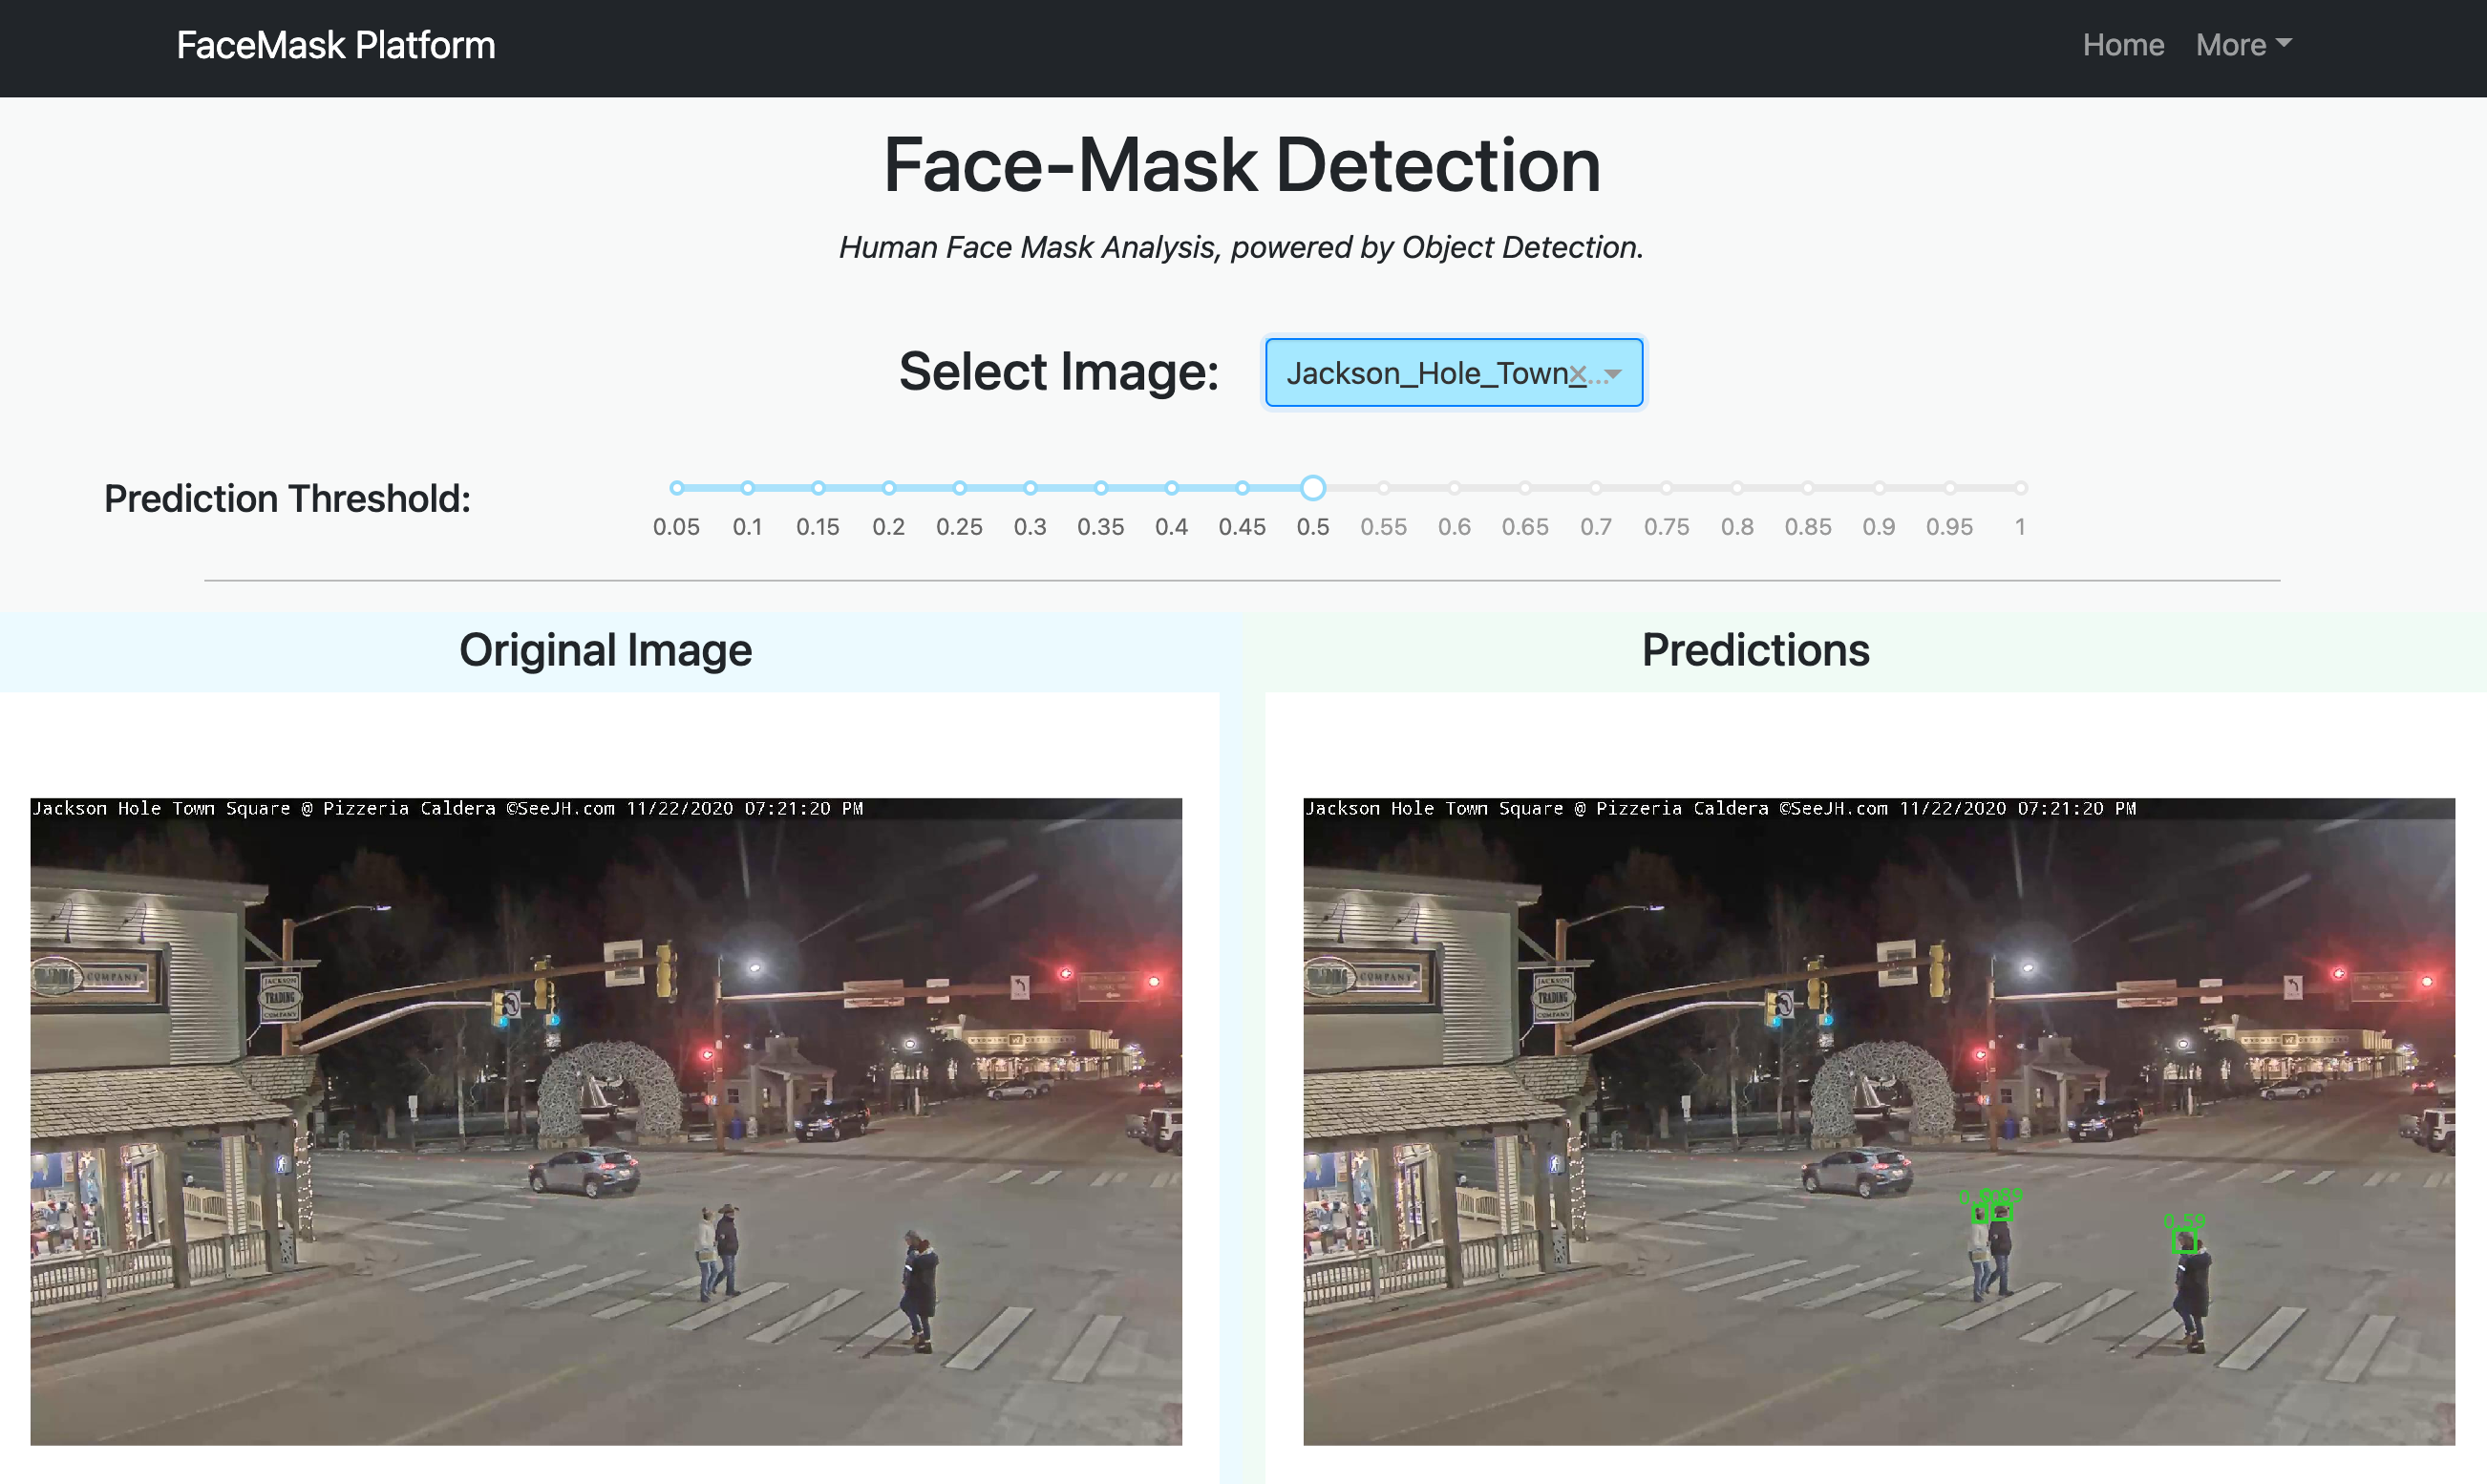 FaceMask Platform
Home More
Face-Mask Detection
Human Face Mask Analysis, powered by Object Detection.
Select Image: Jackson_Hole_Town_...
Prediction Threshold:
0.05 0.1 0.15 0.2 0.25 0.3 0.35 0.4 0.45 0.5 0.55 0.6 0.65 0.7 0.75 0.8 0.85 0.9 0.95 1
Original Image
Predictions
Jackson Hole Town Square @ Pizzeria Caldera ©SeeJH.com 11/22/2020 07:21:20 PM
COMPANY
JACKSON
TRADING
COMPANY
Jackson Hole Town Square @ Pizzeria Caldera ©SeeJH.com 11/22/2020 07:21:20 PM
COMPANY
JACKSON
TRADING
COMPANY
0.59